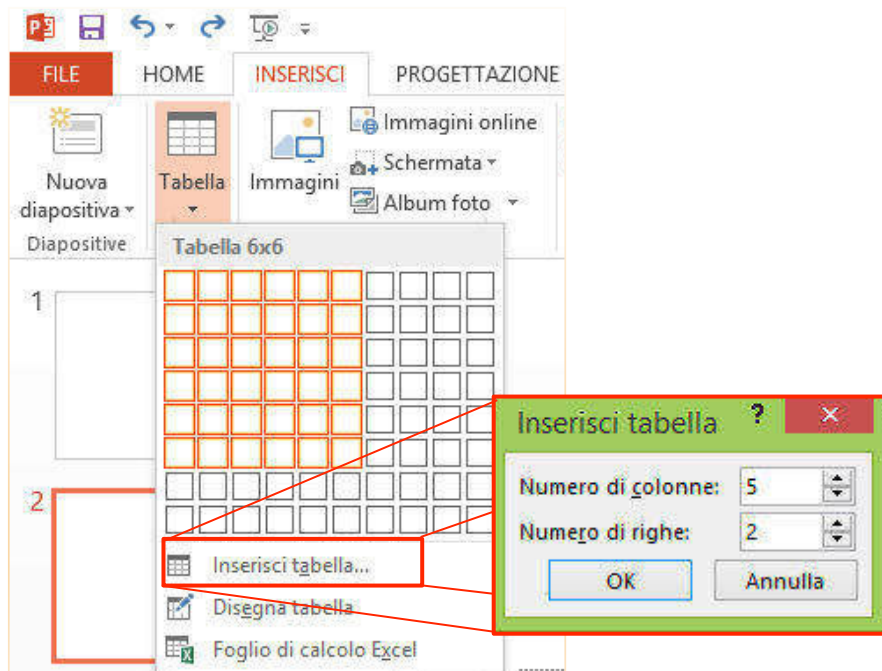 FILE HOME INSERISCI PROGETTAZIONE
Nuova
diapositiva
Diapositive
Tabella
Immagini
Immagini online
Schermata
Album foto
Tabella 6x6
1
2
Inserisci tabella...
Disegna tabella
Foglio di calcolo Excel
Inserisci tabella ?
Numero di colonne: 5
Numero di righe: 2
OK Annulla